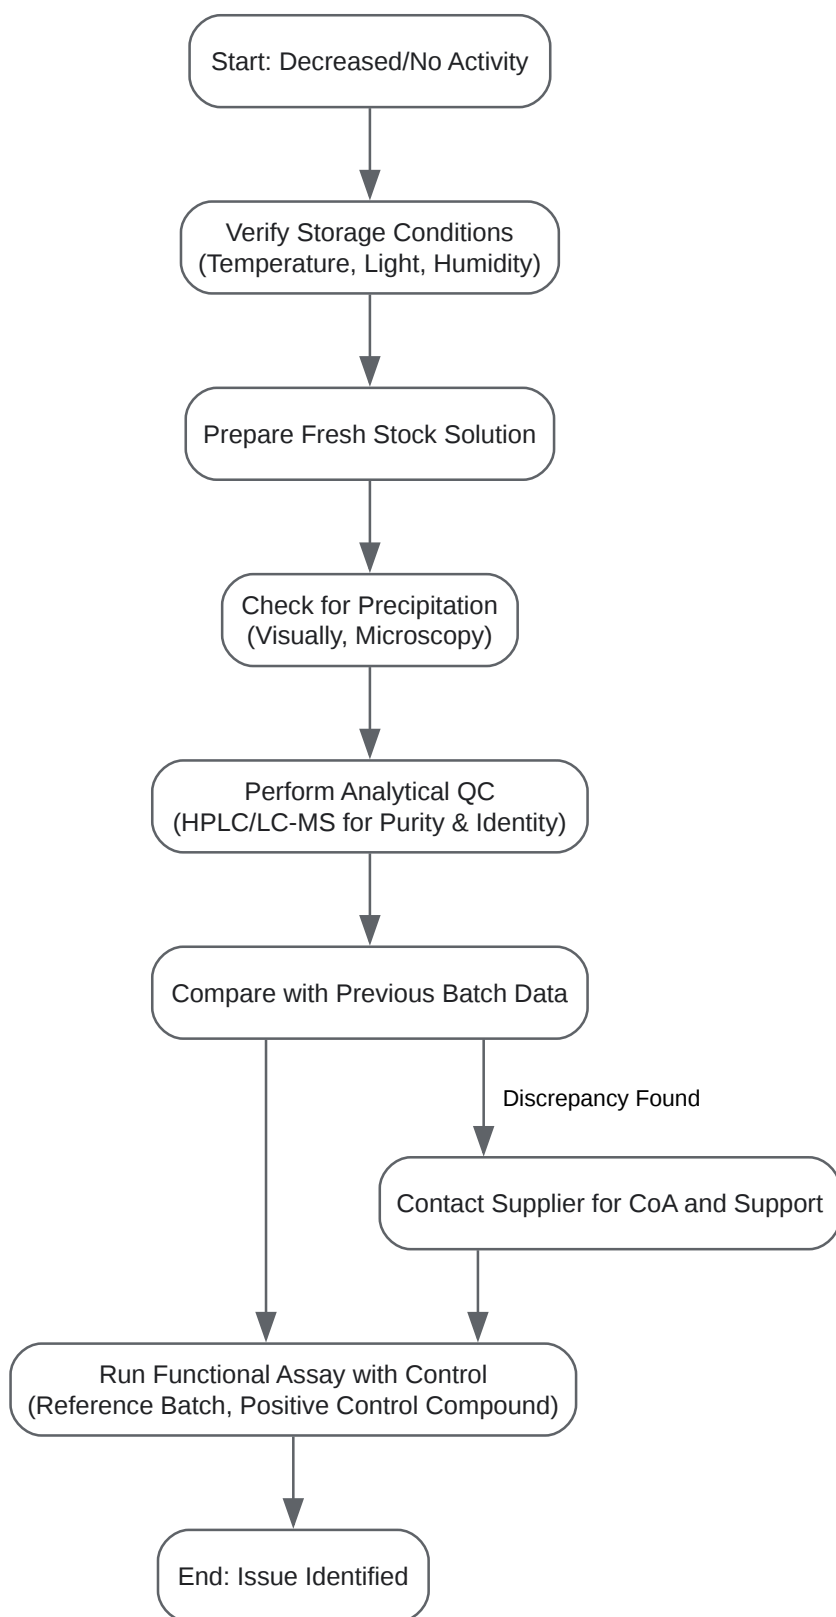 Start: Decreased/No Activity
Verify Storage Conditions
(Temperature, Light, Humidity)
Prepare Fresh Stock Solution
Check for Precipitation
(Visually, Microscopy)
Perform Analytical QC
(HPLC/LC-MS for Purity & Identity)
Compare with Previous Batch Data
Discrepancy Found
Contact Supplier for CoA and Support
Run Functional Assay with Control
(Reference Batch, Positive Control Compound)
End: Issue Identified